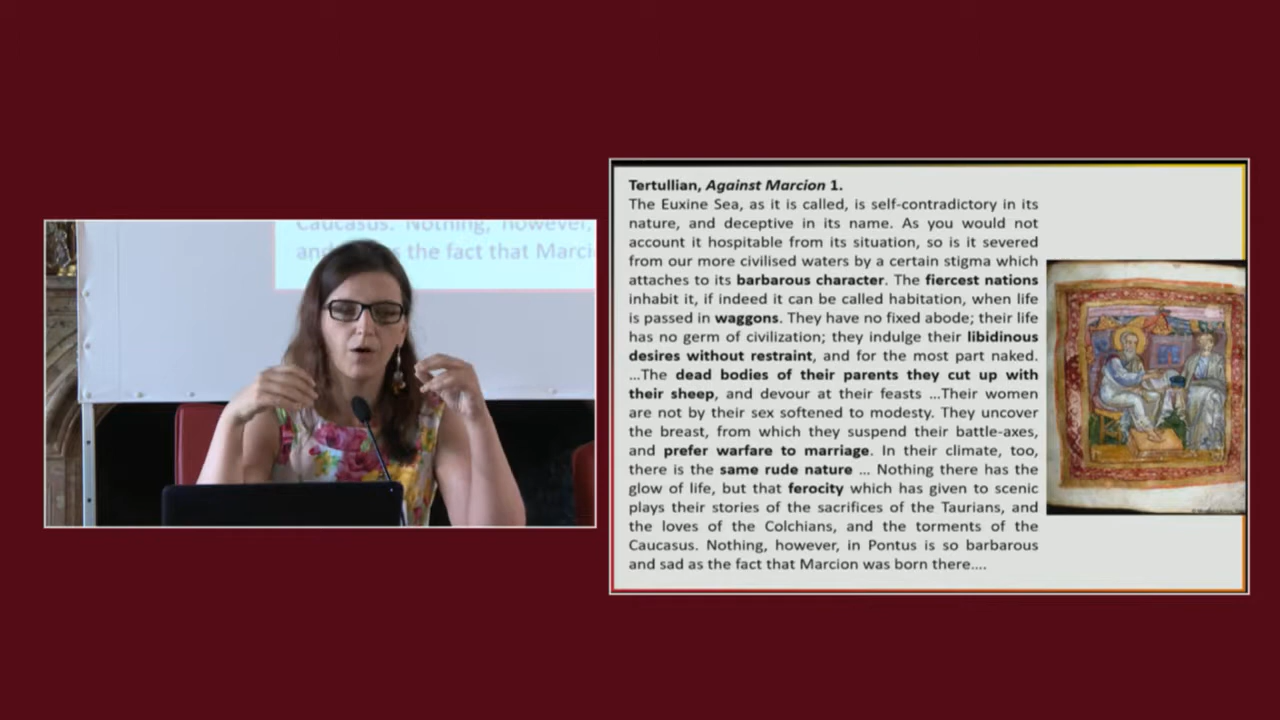 Caucasus. Nothing, however,
the fact that Marci
Tertullian, Against Marcion 1.
The Euxine Sea, as it is called, is self-contradictory in its
nature, and deceptive in its name. As you would not
account it hospitable from its situation, so is it severed
from our more civilised waters by a certain stigma which
attaches to its barbarous character. The fiercest nations
inhabit it, if indeed it can be called habitation, when life
is passed in waggons. They have no fixed abode; their life
has no germ of civilization; they indulge their libidinous
desires without restraint, and for the most part naked.
...The dead bodies of their parents they cut up with
their sheep, and devour at their feasts ...Their women
are not by their sex softened to modesty. They uncover
the breast, from which they suspend their battle-axes,
and prefer warfare to marriage. In their climate, too,
there is the same rude nature ... Nothing there has the
glow of life, but that ferocity which has given to scenic
plays their stories of the sacrifices of the Taurians, and
the loves of the Colchians, and the torments of the
Caucasus. Nothing, however, in Pontus is so barbarous
and sad as the fact that Marcion was born there....